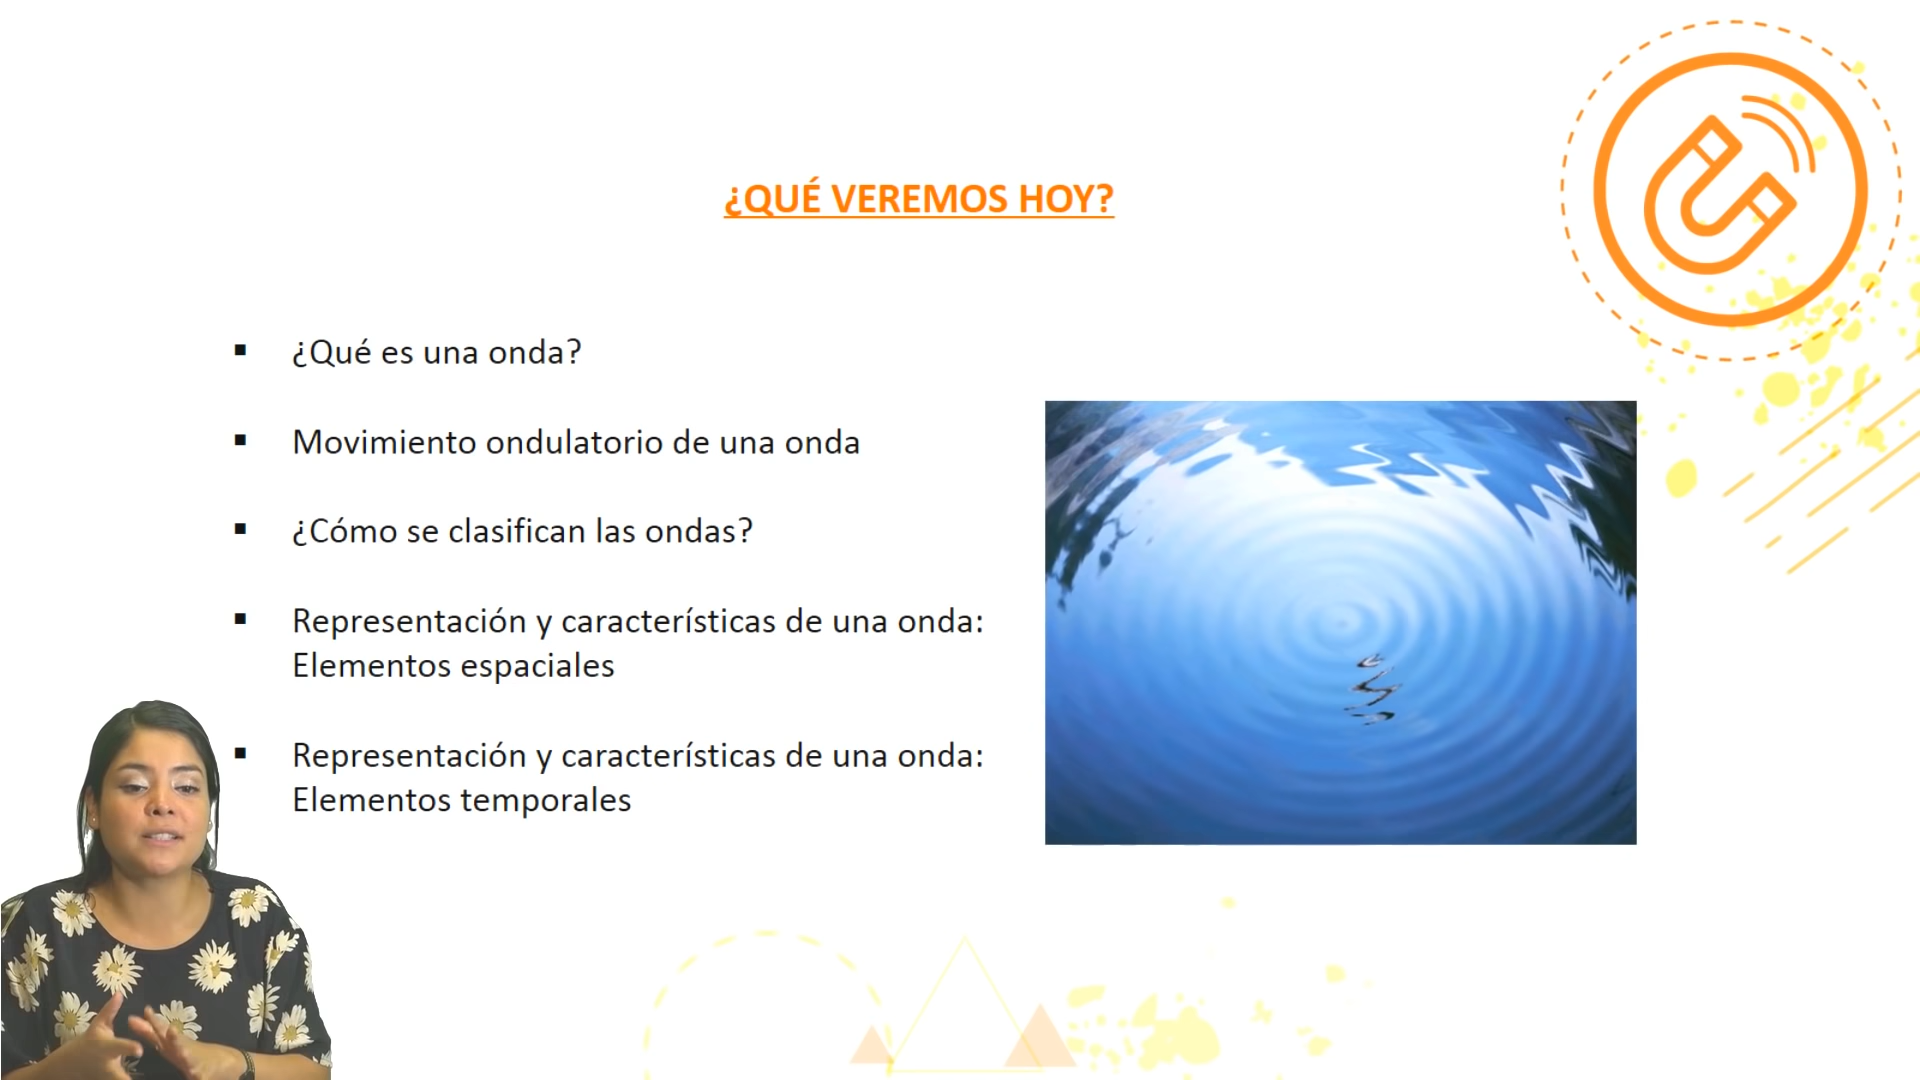 ¿QUÉ VEREMOS HOY?
¿Qué es una onda?
Movimiento ondulatorio de una onda
¿Cómo se clasifican las ondas?
Representación y características de una onda:
Elementos espaciales
Representación y características de una onda:
Elementos temporales